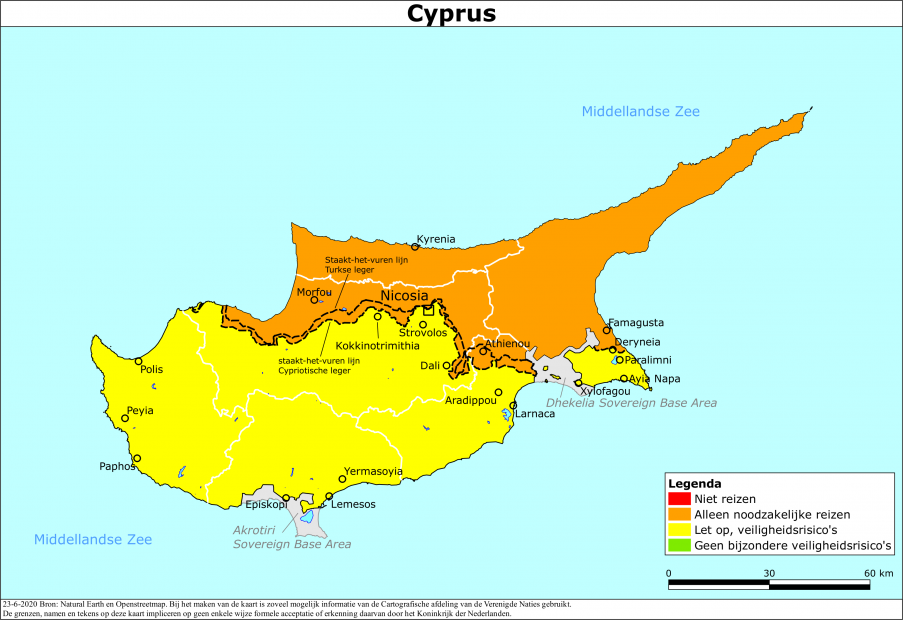 Cyprus
Middellandse Zee
Kyrenia
Staakt-het-vuren lijn
Turkse leger
Morfou
Nicosia
Famagusta
Strovolos
Deryneia
Athienou
Kokkinotrimithia
Paralimni
staakt-het-vuren lijn
Cypriotische leger
Dali
Polis
Ayia Napa
Xylofagou
Aradippou
Dhekelia Sovereign Base Area
Larnaca
Peyia
Paphos
Yermasoyia
Episkopi
Lemesos
Akrotiri
Sovereign Base Area
Middellandse Zee
Legenda
Niet reizen
Alleen noodzakelijke reizen
Let op, veiligheidsrisico's
Geen bijzondere veiligheidsrisico's
0 30 60 km
23-6-2020 Bron: Natural Earth en Openstreetmap. Bij het maken van de kaart is zoveel mogelijk informatie van de Cartografische afdeling van de Verenigde Naties gebruikt.
De grenzen, namen en tekens op deze kaart impliceren op geen enkele wijze formele acceptatie of erkenning daarvan door het Koninkrijk der Nederlanden.